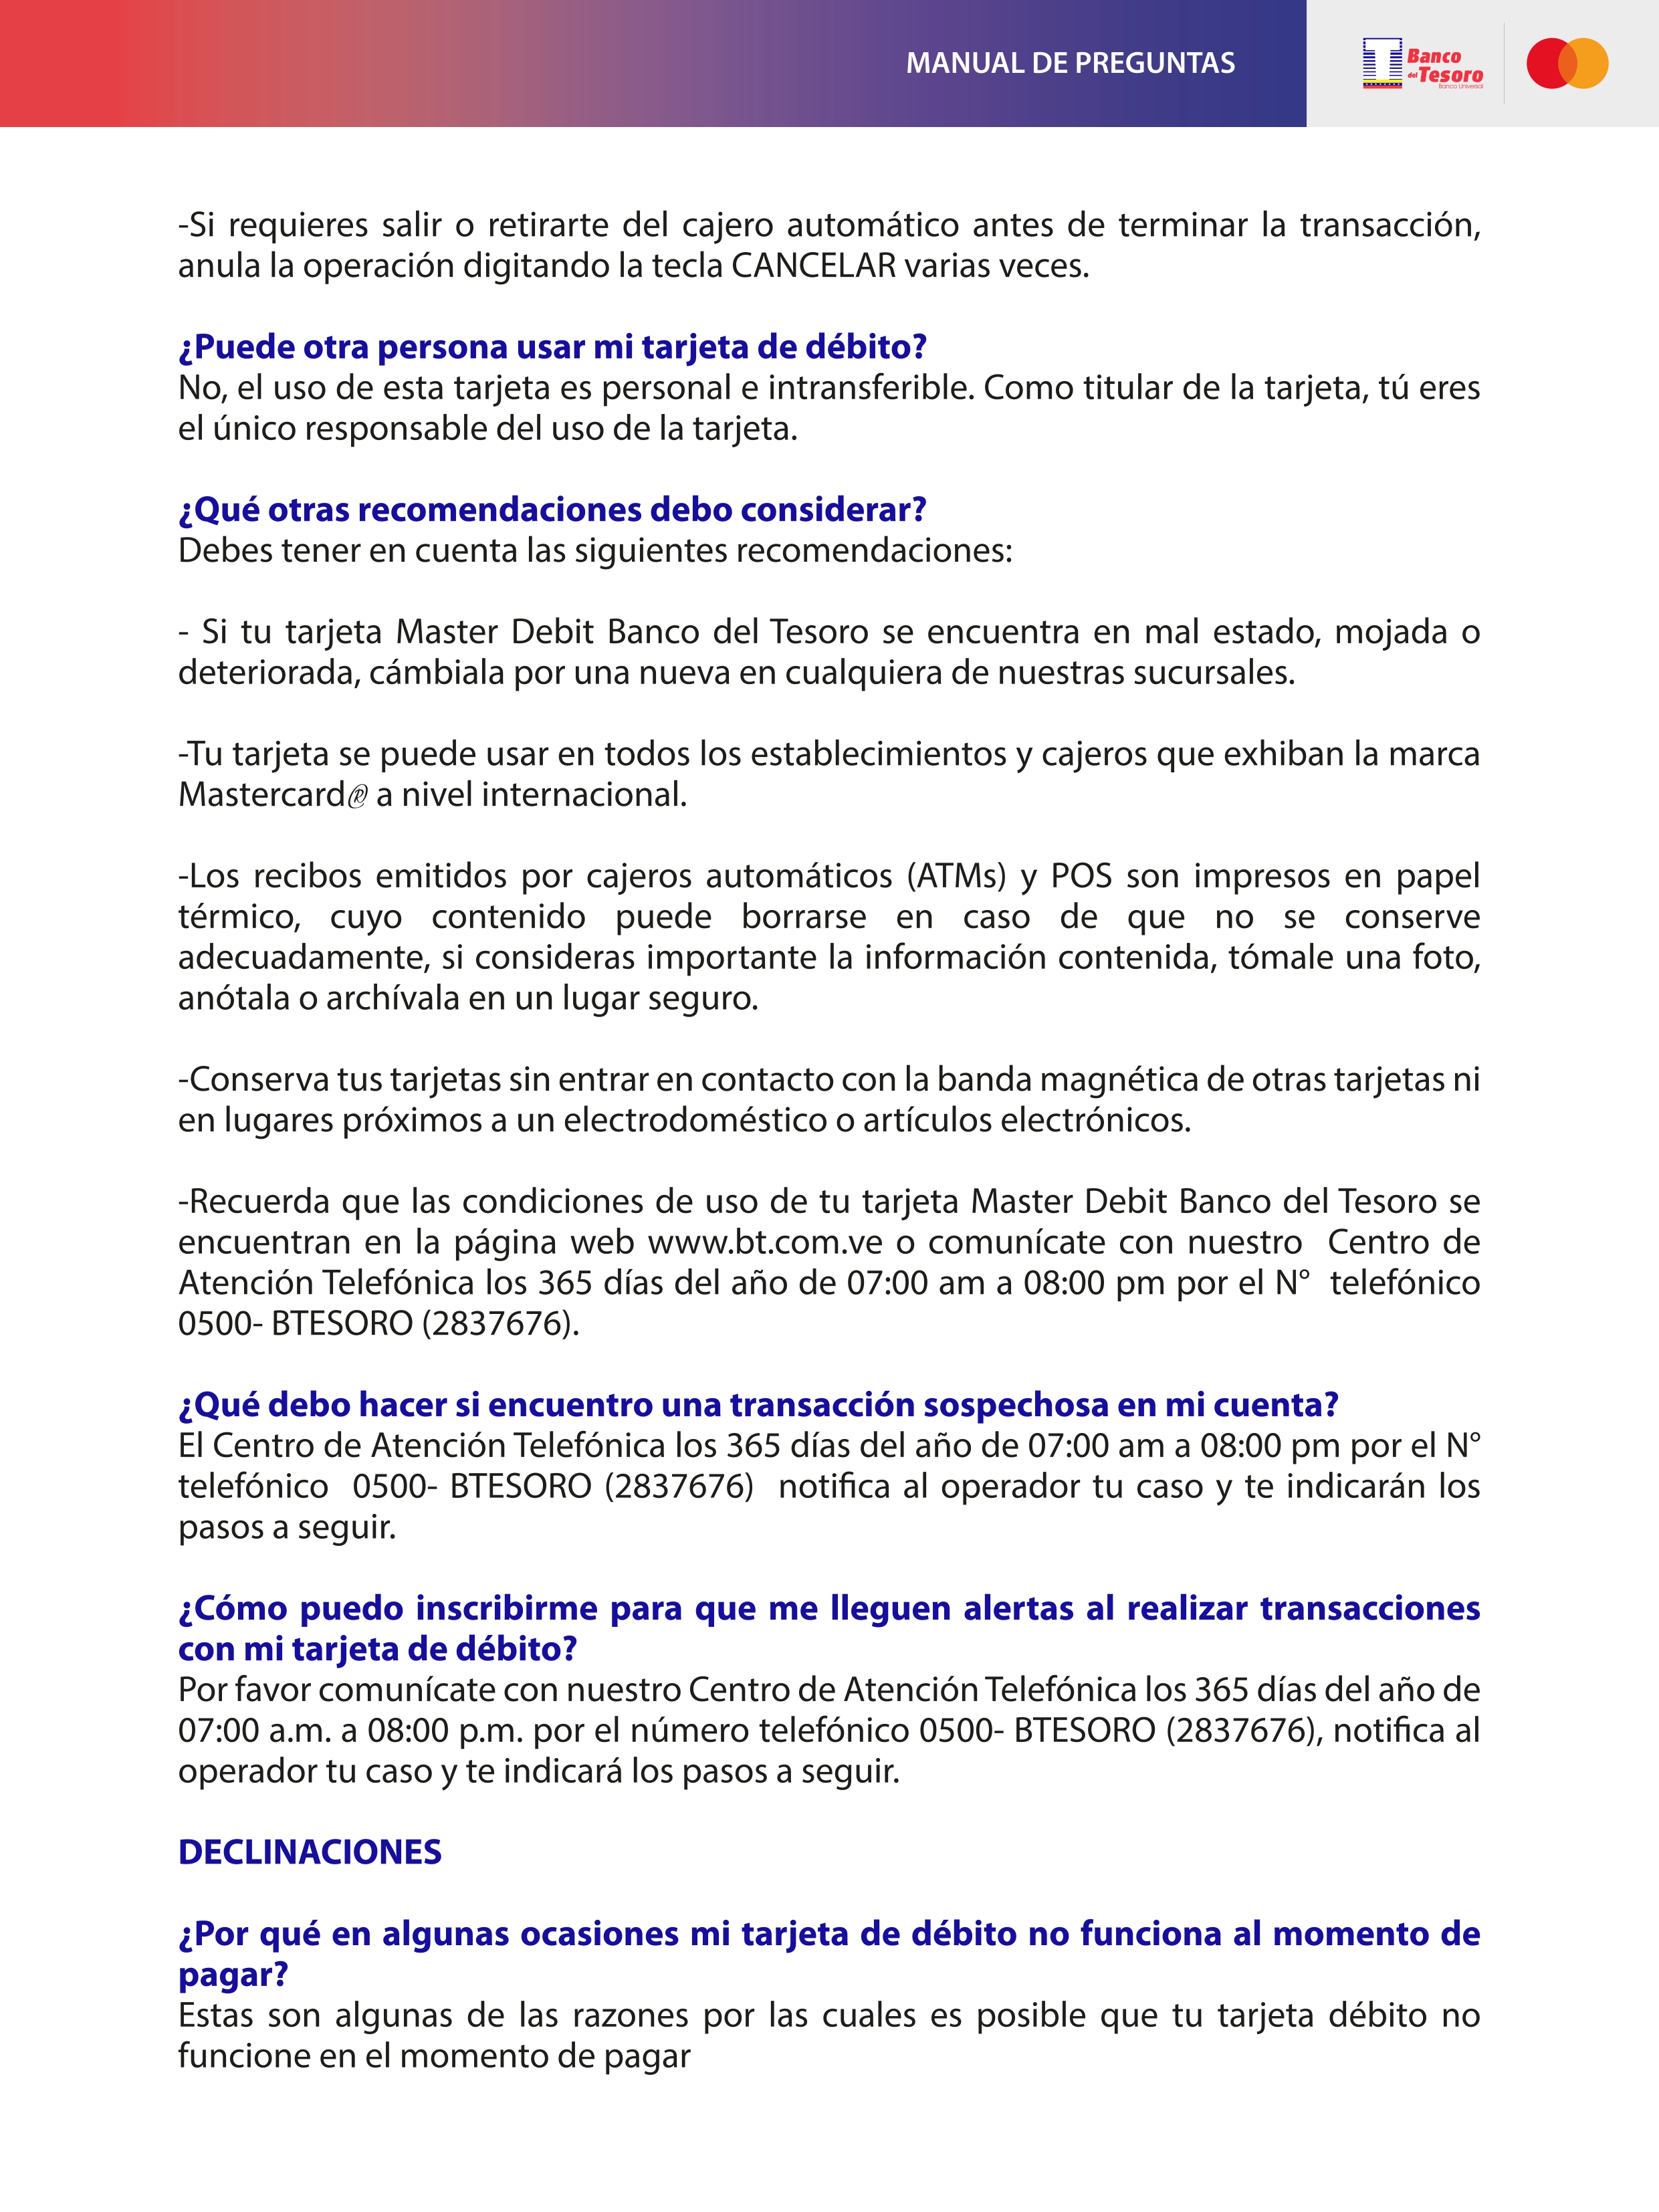 MANUAL DE PREGUNTAS
Banco
del Tesoro
Banco Universal
-Si requieres salir o retirarte del cajero automático antes de terminar la transacción,
anula la operación digitando la tecla CANCELAR varias veces.
¿Puede otra persona usar mi tarjeta de débito?
No, el uso de esta tarjeta es personal e intransferible. Como titular de la tarjeta, tú eres
el único responsable del uso de la tarjeta.
¿Qué otras recomendaciones debo considerar?
Debes tener en cuenta las siguientes recomendaciones:
- Si tu tarjeta Master Debit Banco del Tesoro se encuentra en mal estado, mojada o
deteriorada, cámbiala por una nueva en cualquiera de nuestras sucursales.
-Tu tarjeta se puede usar en todos los establecimientos y cajeros que exhiban la marca
Mastercard® a nivel internacional.
-Los recibos emitidos por cajeros automáticos (ATMs) y POS son impresos en papel
térmico, cuyo contenido puede borrarse en caso de que no se conserve
adecuadamente, si consideras importante la información contenida, tómale una foto,
anótala o archívala en un lugar seguro.
-Conserva tus tarjetas sin entrar en contacto con la banda magnética de otras tarjetas ni
en lugares próximos a un electrodoméstico o artículos electrónicos.
-Recuerda que las condiciones de uso de tu tarjeta Master Debit Banco del Tesoro se
encuentran en la página web www.bt.com.ve o comunícate con nuestro  Centro de
Atención Telefónica los 365 días del año de 07:00 am a 08:00 pm por el N°  telefónico
0500- BTESORO (2837676).
¿Qué debo hacer si encuentro una transacción sospechosa en mi cuenta?
El Centro de Atención Telefónica los 365 días del año de 07:00 am a 08:00 pm por el N°
telefónico  0500- BTESORO (2837676)  notifica al operador tu caso y te indicarán los
pasos a seguir.
¿Cómo puedo inscribirme para que me lleguen alertas al realizar transacciones
con mi tarjeta de débito?
Por favor comunícate con nuestro Centro de Atención Telefónica los 365 días del año de
07:00 a.m. a 08:00 p.m. por el número telefónico 0500- BTESORO (2837676), notifica al
operador tu caso y te indicará los pasos a seguir.
DECLINACIONES
¿Por qué en algunas ocasiones mi tarjeta de débito no funciona al momento de
pagar?
Estas son algunas de las razones por las cuales es posible que tu tarjeta débito no
funcione en el momento de pagar